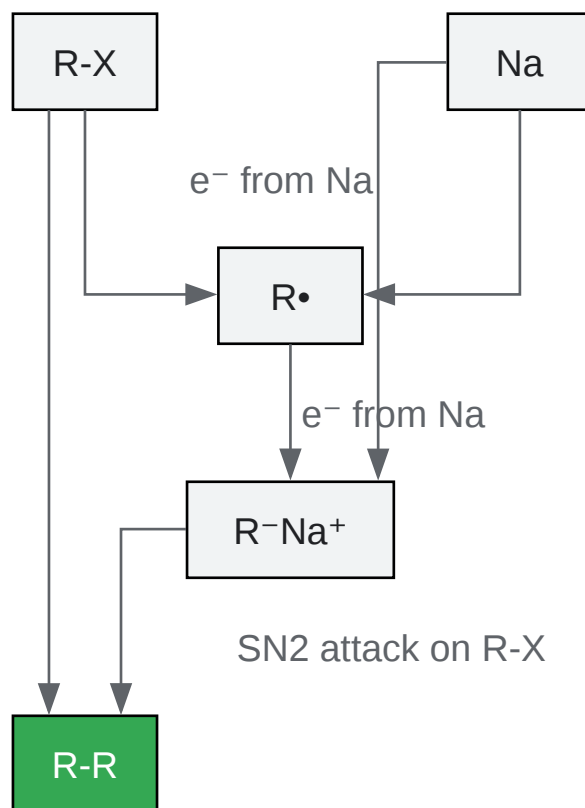 R-X
Na
e⁻ from Na
R•
e⁻ from Na
R⁻Na⁺
SN2 attack on R-X
R-R